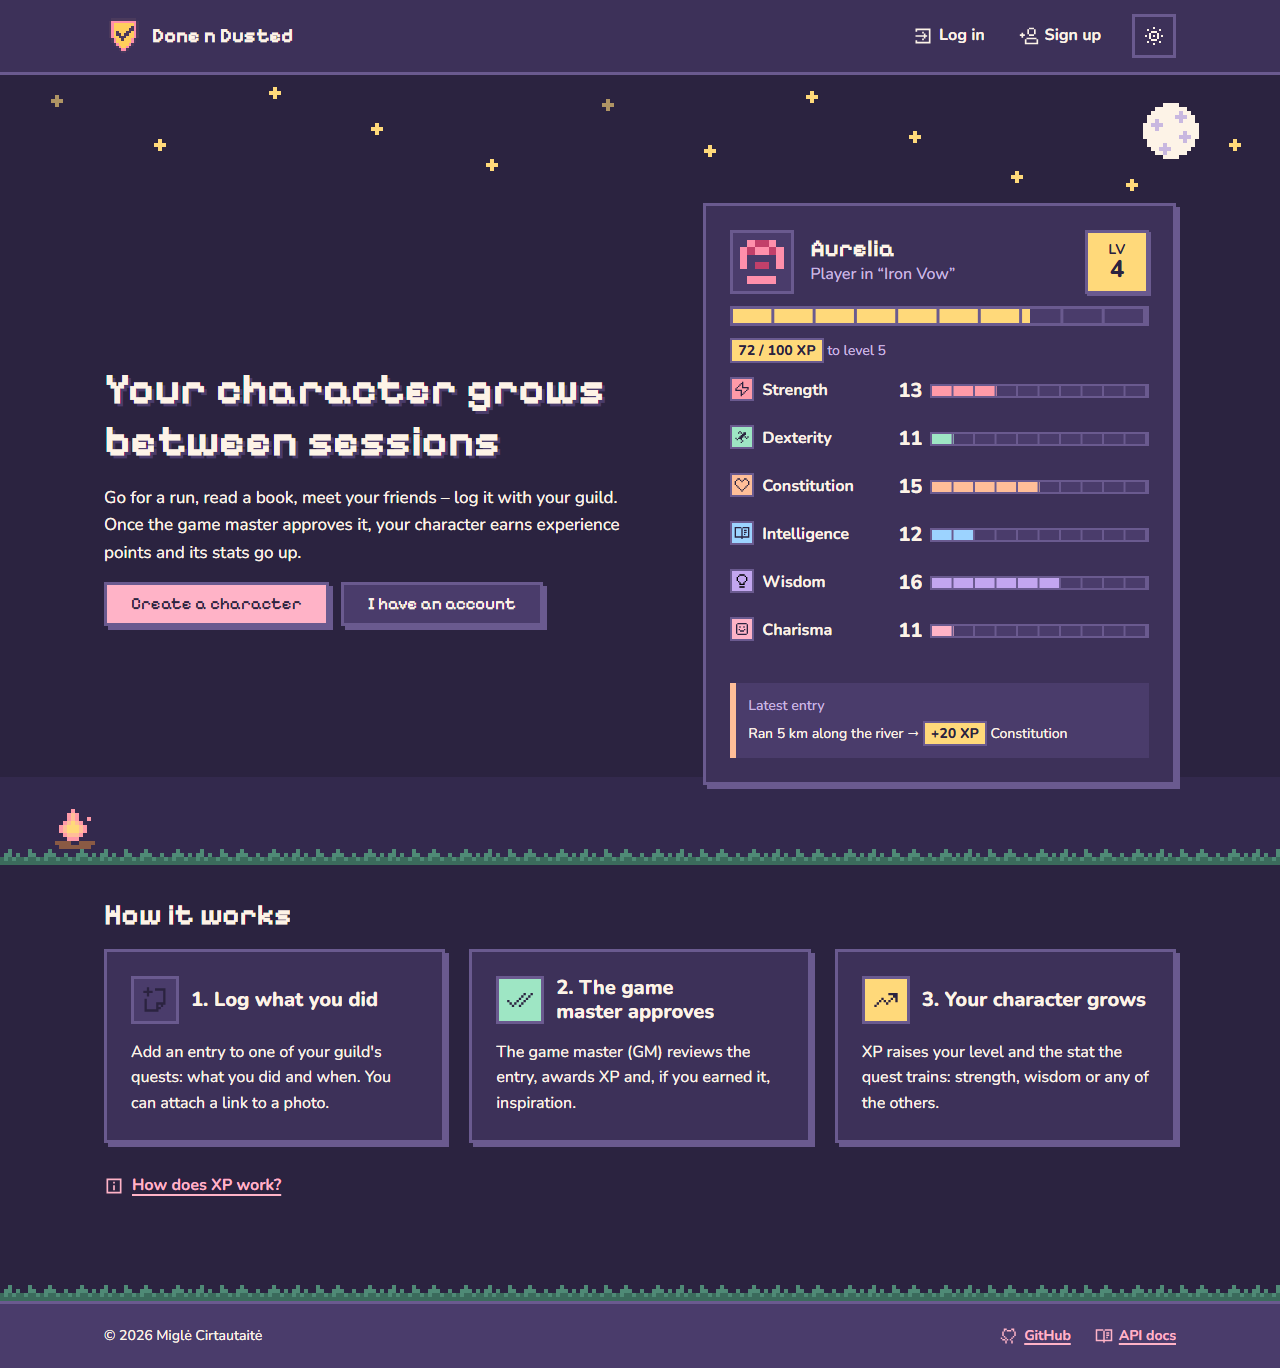 Done n Dusted
Log in
Sign up
Aurelia
Player in “Iron Vow”
LV
4
72 / 100 XP to level 5
Strength 13
Dexterity 11
Constitution 15
Intelligence 12
Wisdom 16
Charisma 11
Latest entry
Ran 5 km along the river → +20 XP Constitution
Your character grows
between sessions
Go for a run, read a book, meet your friends – log it with your guild.
Once the game master approves it, your character earns experience
points and its stats go up.
Create a character
I have an account
How it works
1. Log what you did
Add an entry to one of your guild's
quests: what you did and when. You
can attach a link to a photo.
2. The game
master approves
The game master (GM) reviews the
entry, awards XP and, if you earned it,
inspiration.
3. Your character grows
XP raises your level and the stat the
quest trains: strength, wisdom or any of
the others.
How does XP work?
© 2026 Miglė Cirtautaitė
GitHub
API docs